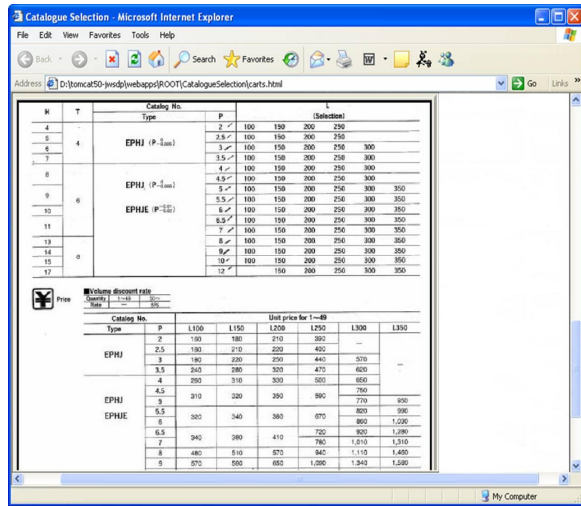 Catalogue Selection - Microsoft Internet Explorer
File Edit View Favorites Tools Help
Back Search Favorites
Address D:\tomcat50-jwsdp\webapps\ROOT\CatalogueSelection\carts.html Go Links »
H T Catalog No. L
Type P (Selection)
4 2 100 150 200 250
5 2.5 100 150 200 250
6 4 EPHJ 3 100 150 200 250 300
7 3.5 100 150 200 250 300
8 4 100 150 200 250 300
4.5 100 150 200 250 300
9 EPHJ 5 100 150 200 250 300 350
6 5.5 100 150 200 250 300 350
10 EPHJE 6 100 150 200 250 300 350
11 6.5 100 150 200 250 300 350
7 100 150 200 250 300 350
13 8 100 150 200 250 300 350
14 9 100 150 200 250 300 350
15 10 100 150 200 250 300 350
17 12 150 200 250 300 350
¥ Price
■Volume discount rate
Quantity 1~49 50~
Rate —
Catalog No. Unit price for 1~49
Type P L100 L150 L200 L250 L300 L350
2 180 210 390 —
2.5 210 220 400
EPHJ 3 180 220 250 440 570
3.5 240 280 320 470 620 —
4 310 330 500 650
4.5 760
EPHJ 310 320 350 590
5 770 950
EPHJE 5.5 820 990
320 340 380 670
6 860 1,030
6.5 720 920 1,280
340 380 410
7 780 1,010 1,310
8 480 510 570 940 1,110 1,460
9 570 590 650 1,090 1,340 1,580
My Computer